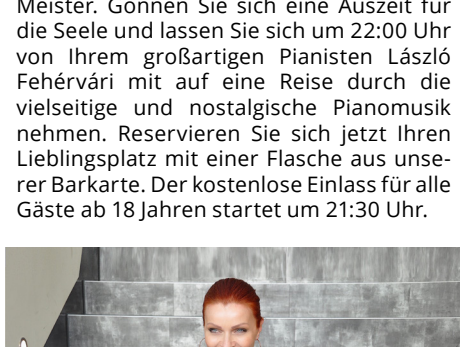 Meister. Gönnen Sie sich eine Auszeit für
die Seele und lassen Sie sich um 22:00 Uhr
von Ihrem großartigen Pianisten László
Fehérvári mit auf eine Reise durch die
vielseitige und nostalgische Pianomusik
nehmen. Reservieren Sie sich jetzt Ihren
Lieblingsplatz mit einer Flasche aus unse-
rer Barkarte. Der kostenlose Einlass für alle
Gäste ab 18 Jahren startet um 21:30 Uhr.